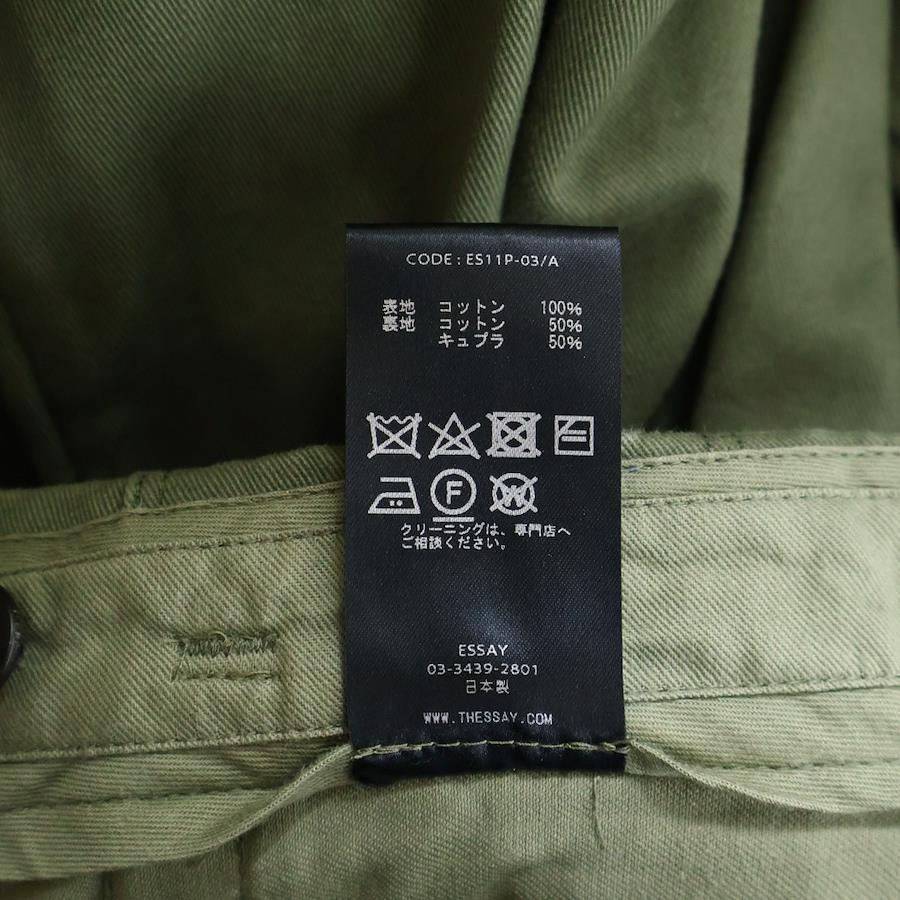 CODE : ES11P-03/A
表地 コットン 100%
裏地 コットン 50%
キュプラ 50%
F W
クリーニングは、専門店へ
ご相談ください。
ESSAY
03-3439-2801
日本製
WWW.THESSAY.COM